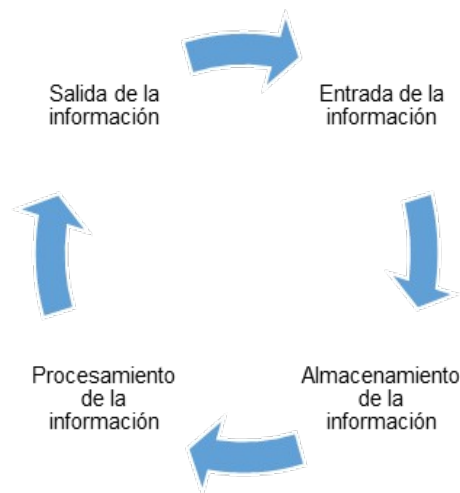 Salida de la
información
Entrada de la
información
Procesamiento
de la
información
Almacenamiento
de la
información